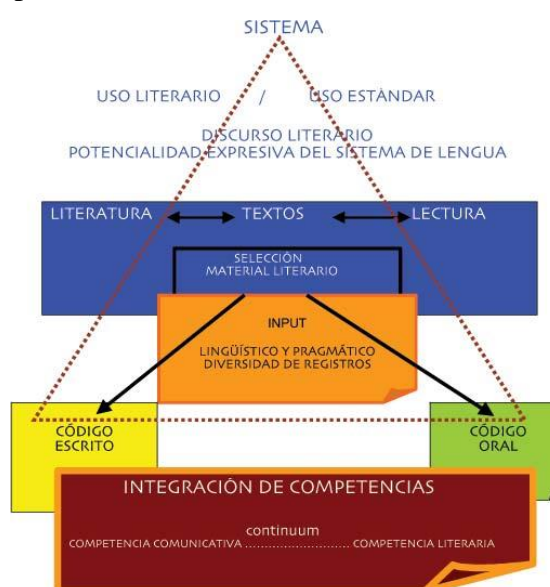 SISTEMA
USO LITERARIO / USO ESTÁNDAR
DISCURSO LITERARIO
POTENCIALIDAD EXPRESIVA DEL SISTEMA DE LENGUA
LITERATURA TEXTOS LECTURA
SELECCIÓN
MATERIAL LITERARIO
INPUT
LINGÜÍSTICO Y PRAGMÁTICO
DIVERSIDAD DE REGISTROS
CÓDIGO
ESCRITO
CÓDIGO
ORAL
INTEGRACIÓN DE COMPETENCIAS
continuum
COMPETENCIA COMUNICATIVA .......................... COMPETENCIA LITERARIA